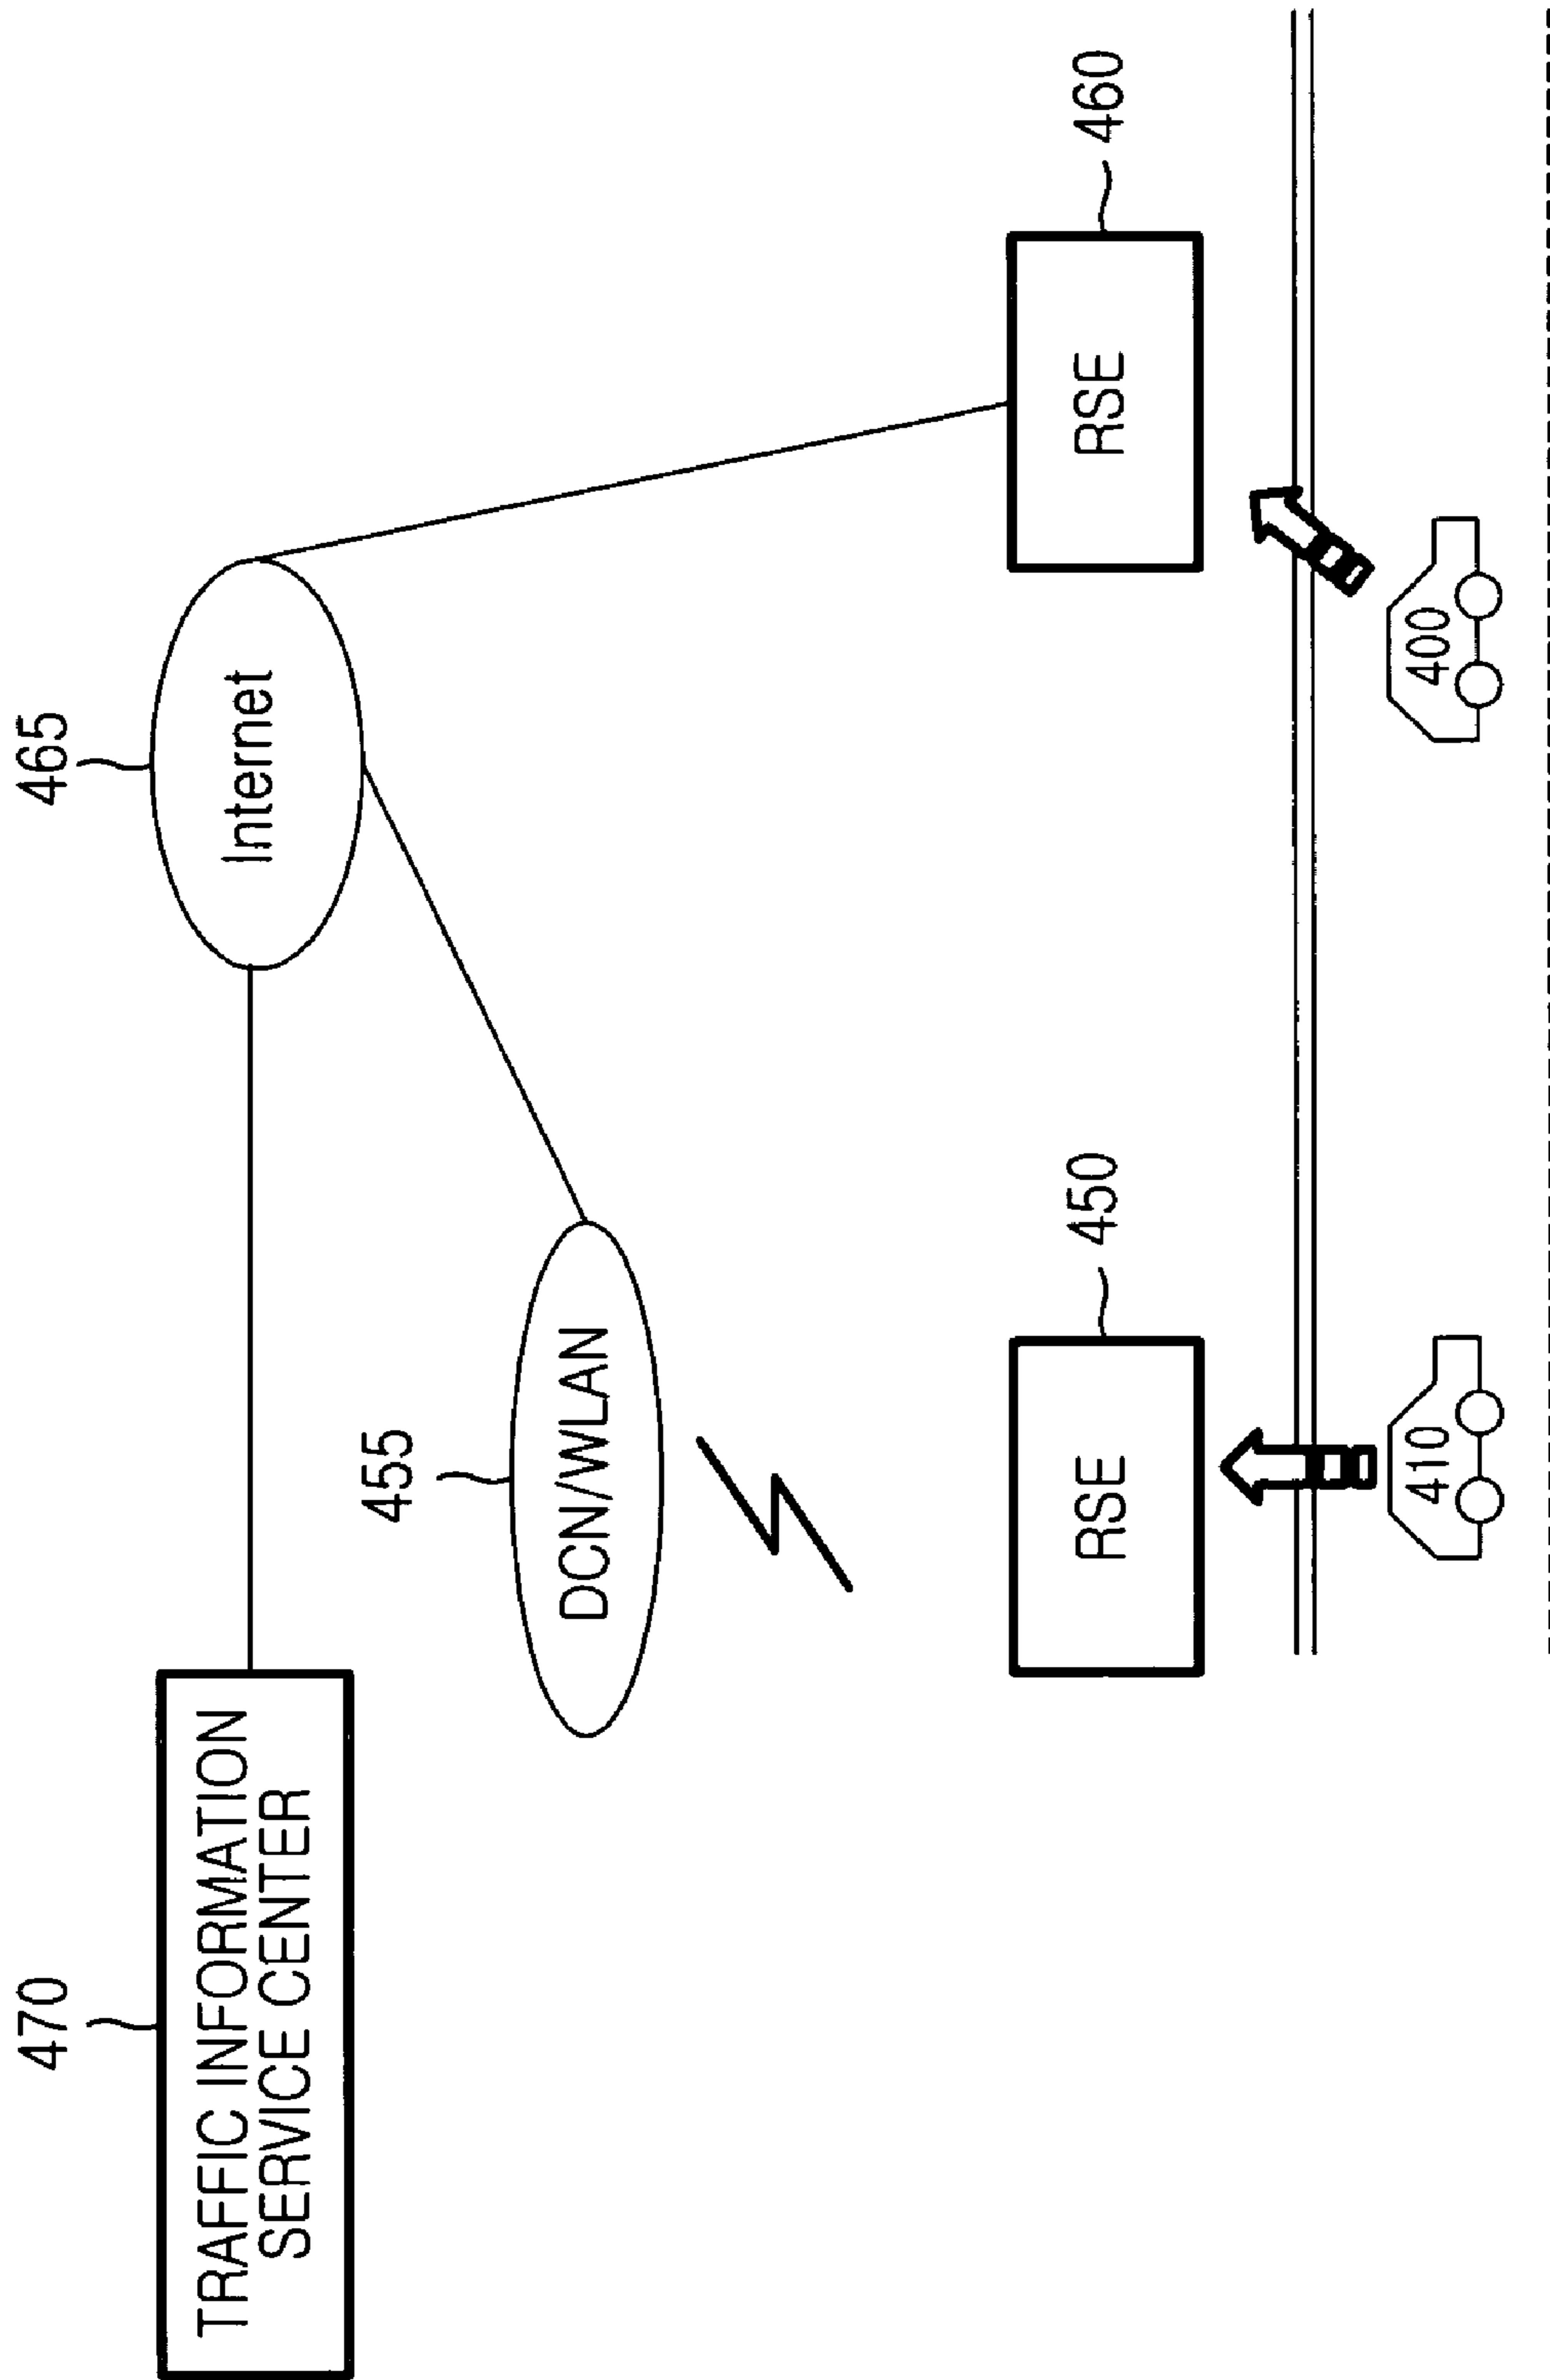 470
TRAFFIC INFORMATION
SERVICE CENTER
465
Internet
455
DCN/WLAN
RSE
450
RSE
460
410
400